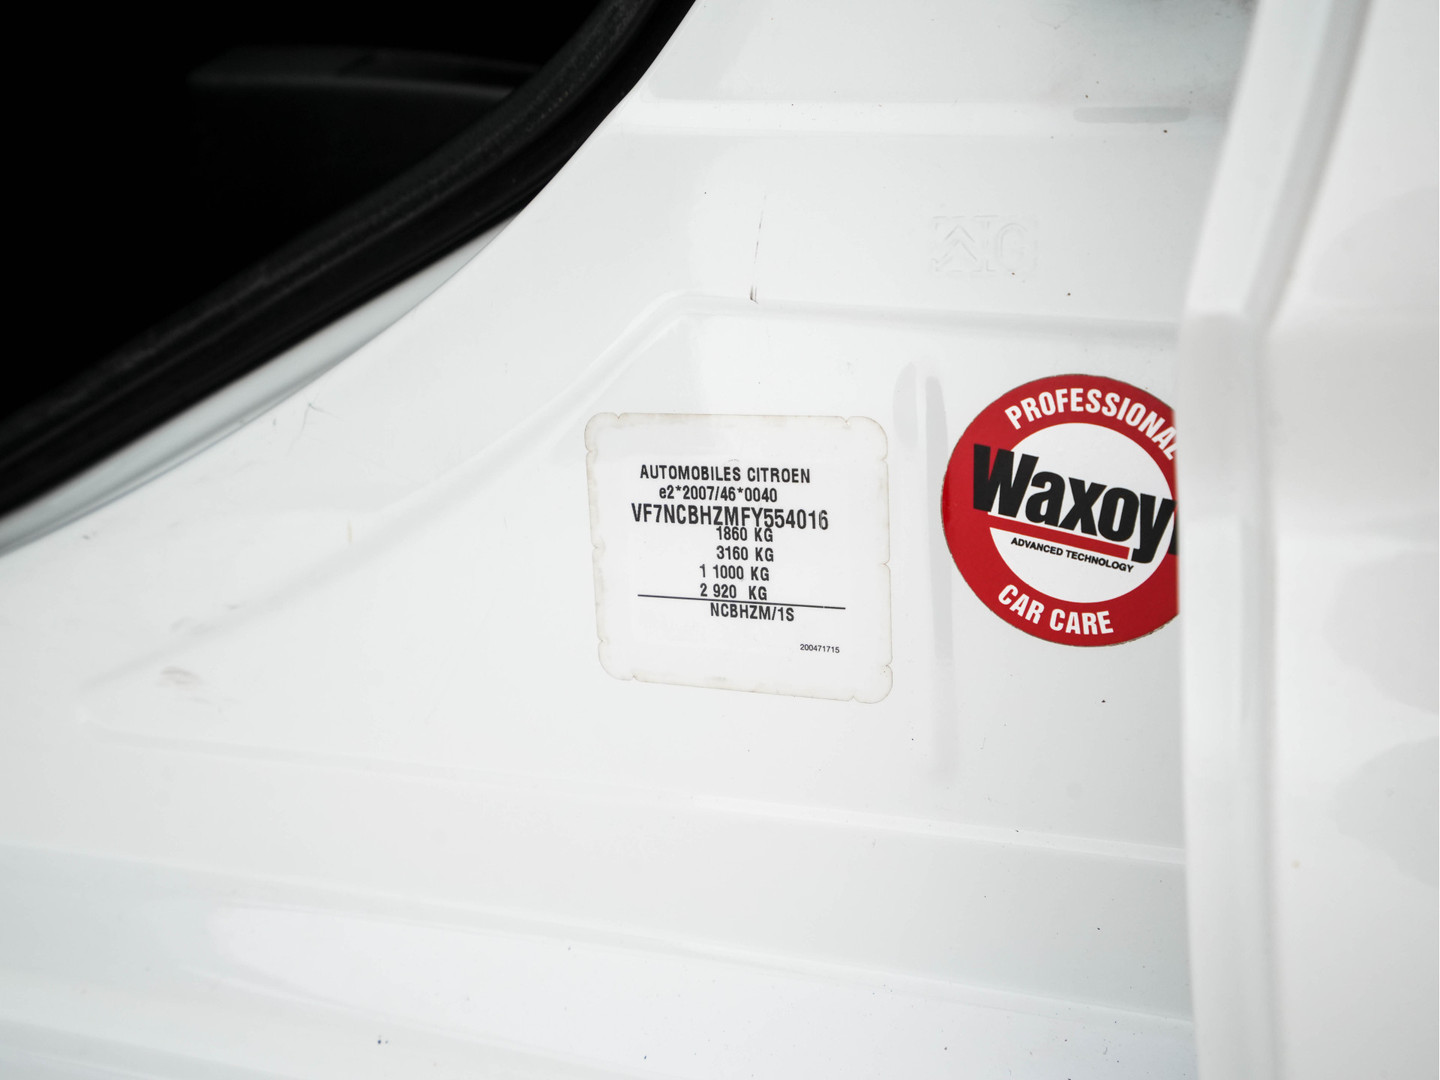 AUTOMOBILES CITROEN
e2*2007/46*0040
VF7NCBHZMFY554016
1860 KG
3160 KG
1 1000 KG
2 920 KG
NCBHZM/1S
200471715
PROFESSIONAL
Waxoy
ADVANCED TECHNOLOGY
CAR CARE